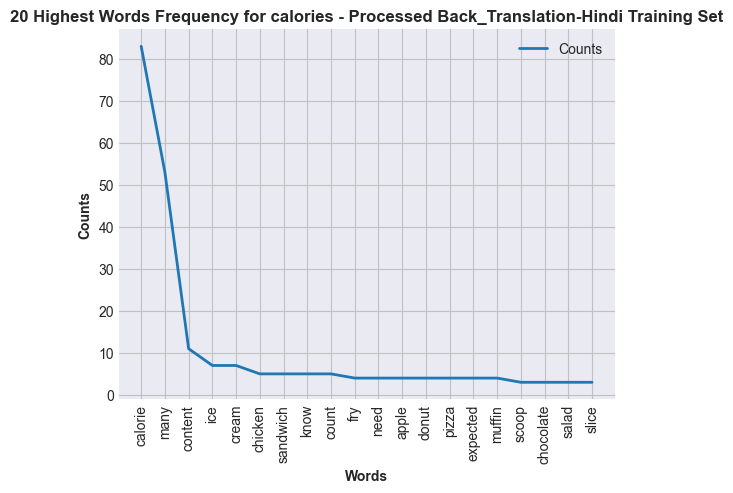 20 Highest Words Frequency for calories - Processed Back_Translation-Hindi Training Set
Counts
Counts
80
70
60
50
40
30
20
10
0
calorie
many
content
ice
cream
chicken
sandwich
know
count
fry
need
apple
donut
pizza
expected
muffin
scoop
chocolate
salad
slice
Words